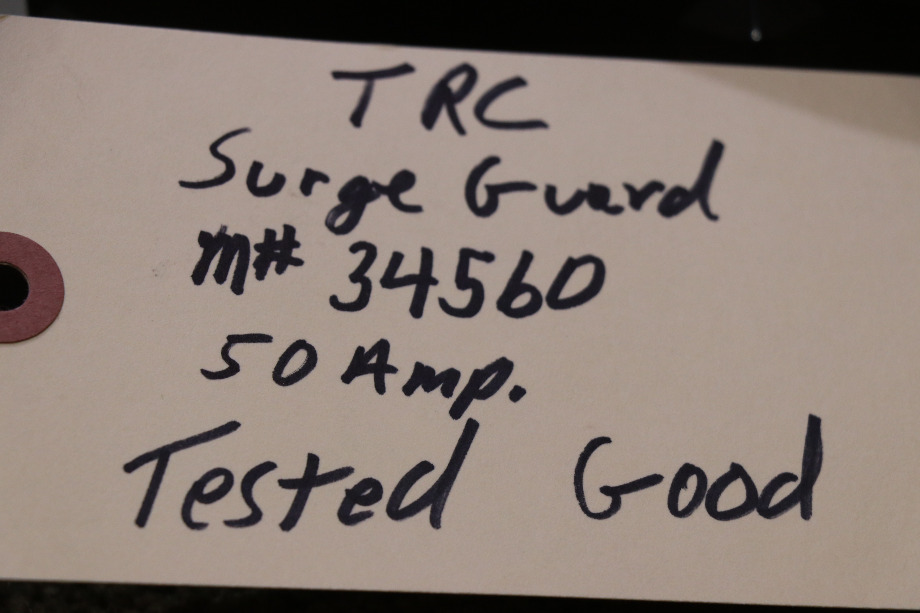 TRC
Surge Guard
M# 34560
50 Amp.
Tested Good